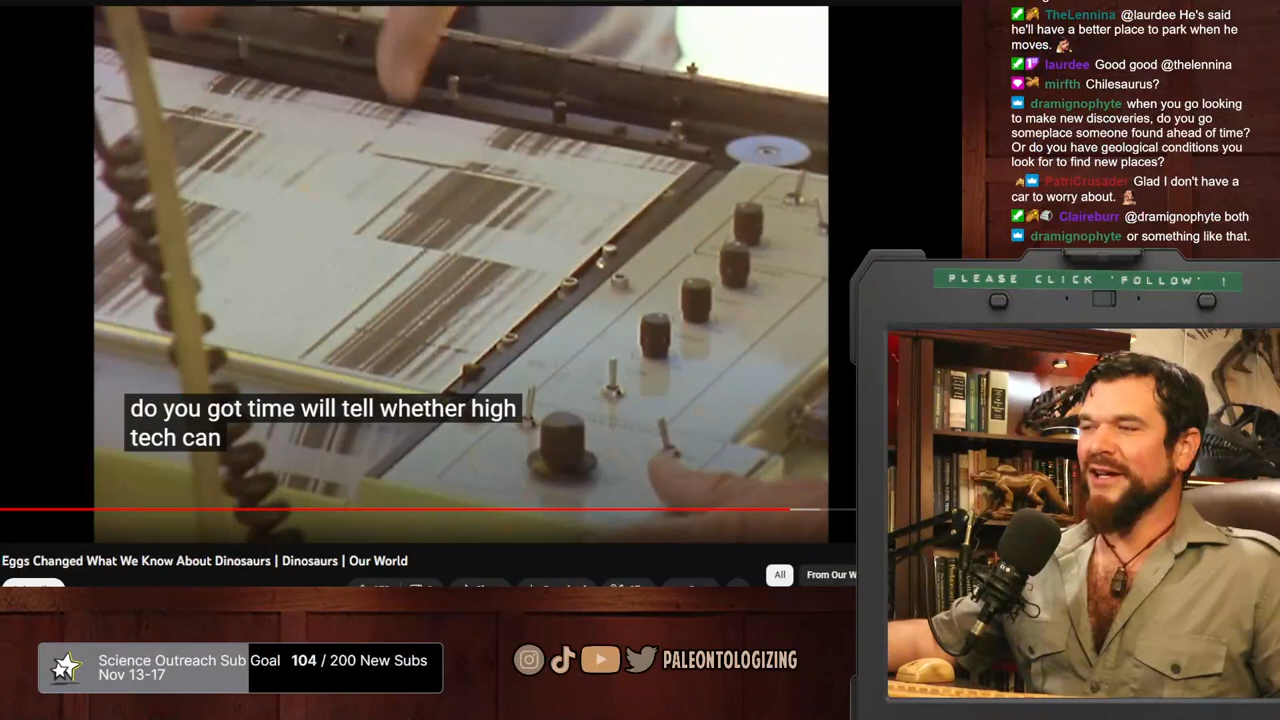 TheLennina @laurdee He's said
he'll have a better place to park when he
moves.
laurdee Good good @thelennina
mirfth Chilesaurus?
dramignophyte when you go looking
to make new discoveries, do you go
someplace someone found ahead of time?
Or do you have geological conditions you
look for to find new places?
PatriCrusader Glad I don't have a
car to worry about.
Claireburr @dramignophyte both
dramignophyte or something like that.
PLEASE CLICK 'FOLLOW' !
do you got time will tell whether high
tech can
Eggs Changed What We Know About Dinosaurs | Dinosaurs | Our World
All
From Our W
Science Outreach Sub Goal 104 / 200 New Subs
Nov 13-17
PALEONTOLOGIZING